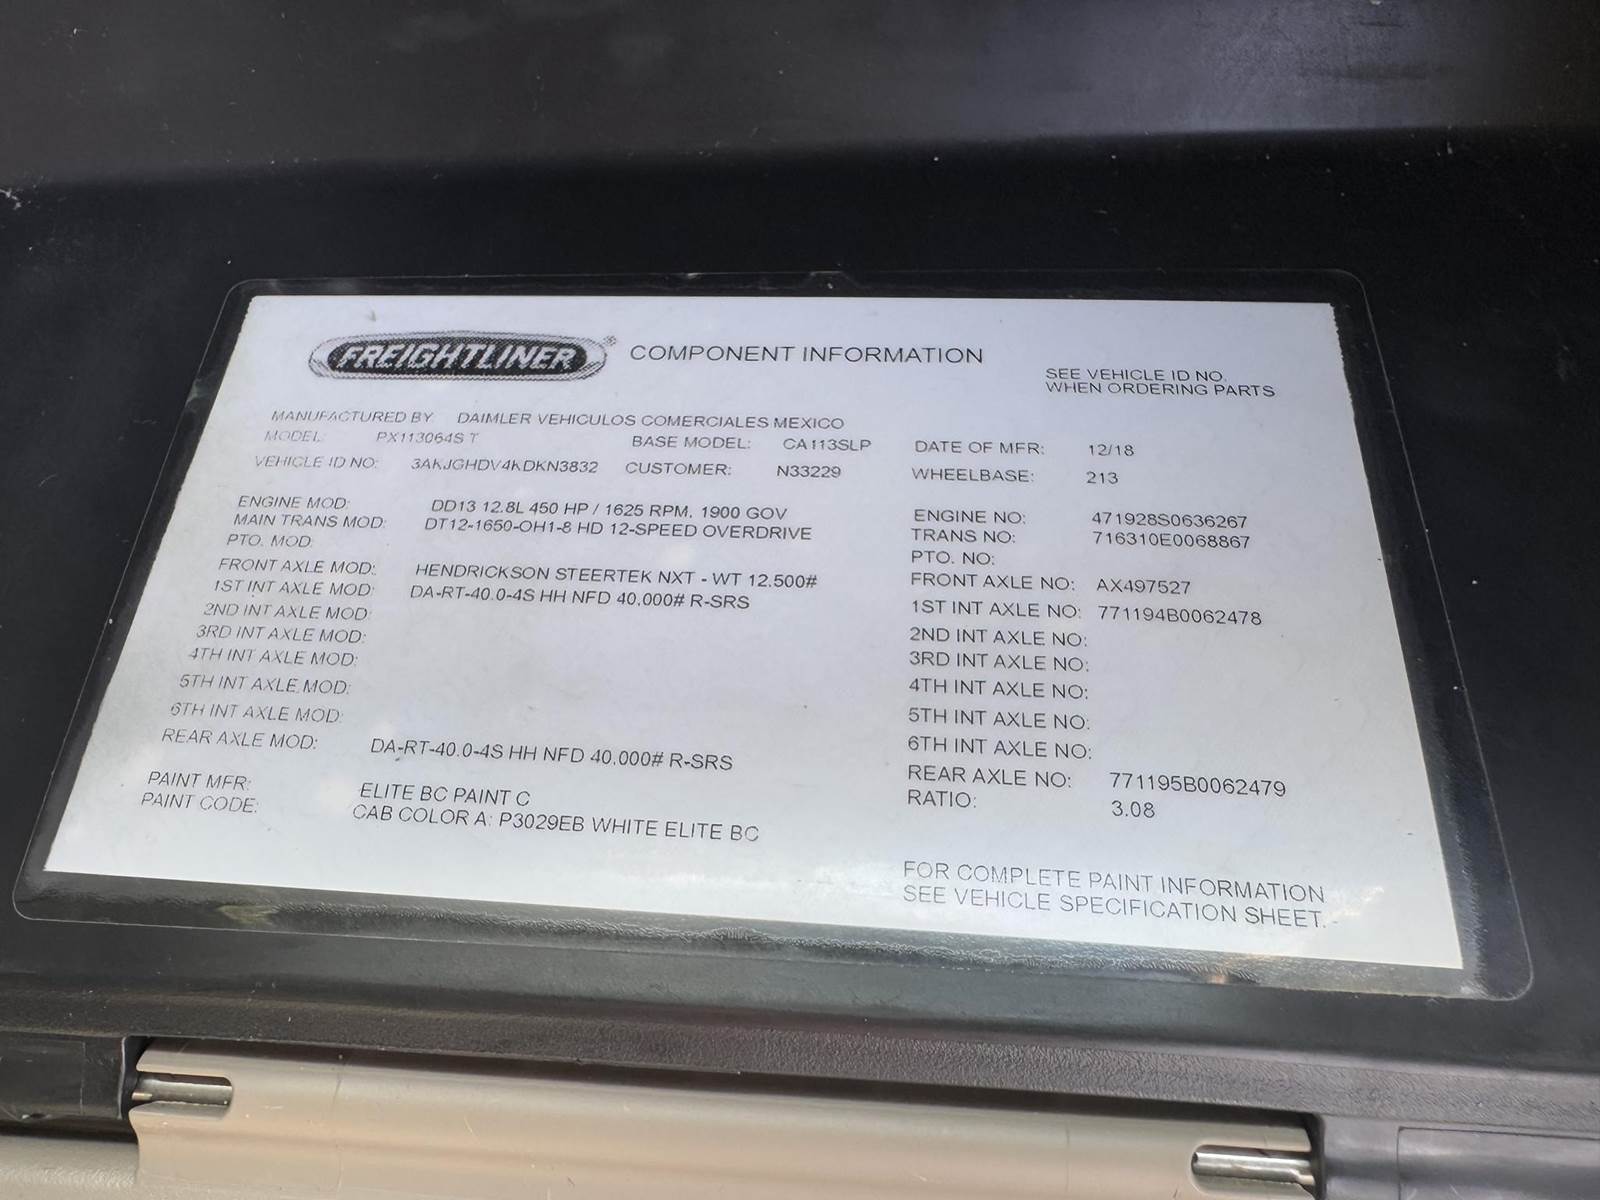 FREIGHTLINER® COMPONENT INFORMATION
SEE VEHICLE ID NO.
WHEN ORDERING PARTS
MANUFACTURED BY DAIMLER VEHICULOS COMERCIALES MEXICO
MODEL: PX113064S T BASE MODEL: CA113SLP DATE OF MFR: 12/18
VEHICLE ID NO: 3AKJGHDV4KDKN3832 CUSTOMER: N33229 WHEELBASE: 213
ENGINE MOD: DD13 12.8L 450 HP / 1625 RPM, 1900 GOV ENGINE NO: 471928S0636267
MAIN TRANS MOD: DT12-1650-OH1-8 HD 12-SPEED OVERDRIVE TRANS NO: 716310E0068867
PTO. MOD: PTO. NO:
FRONT AXLE MOD: HENDRICKSON STEERTEK NXT - WT 12.500# FRONT AXLE NO: AX497527
1ST INT AXLE MOD: DA-RT-40.0-4S HH NFD 40.000# R-SRS 1ST INT AXLE NO: 771194B0062478
2ND INT AXLE MOD: 2ND INT AXLE NO:
3RD INT AXLE MOD: 3RD INT AXLE NO:
4TH INT AXLE MOD: 4TH INT AXLE NO:
5TH INT AXLE MOD: 5TH INT AXLE NO:
6TH INT AXLE MOD: 6TH INT AXLE NO:
REAR AXLE MOD: DA-RT-40.0-4S HH NFD 40.000# R-SRS REAR AXLE NO: 771195B0062479
RATIO: 3.08
PAINT MFR: ELITE BC PAINT C
PAINT CODE: CAB COLOR A: P3029EB WHITE ELITE BC
FOR COMPLETE PAINT INFORMATION
SEE VEHICLE SPECIFICATION SHEET.